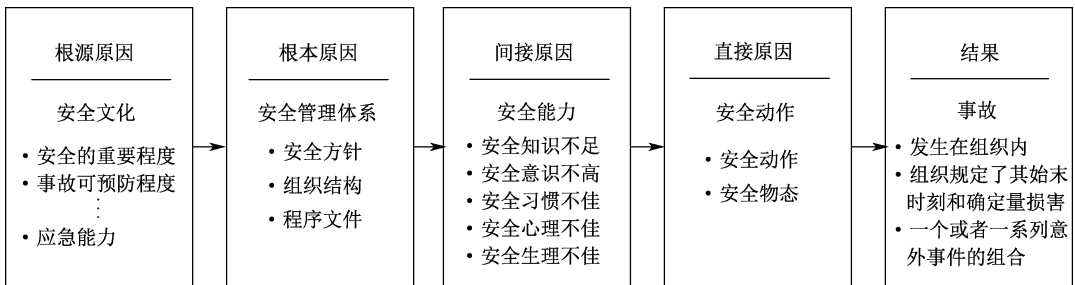 根源原因
安全文化
• 安全的重要程度
• 事故可预防程度
⋮
• 应急能力
根本原因
安全管理体系
• 安全方针
• 组织结构
• 程序文件
间接原因
安全能力
• 安全知识不足
• 安全意识不高
• 安全习惯不佳
• 安全心理不佳
• 安全生理不佳
直接原因
安全动作
• 安全动作
• 安全物态
结果
事故
• 发生在组织内
• 组织规定了其始末
时刻和确定量损害
• 一个或者一系列意
外事件的组合